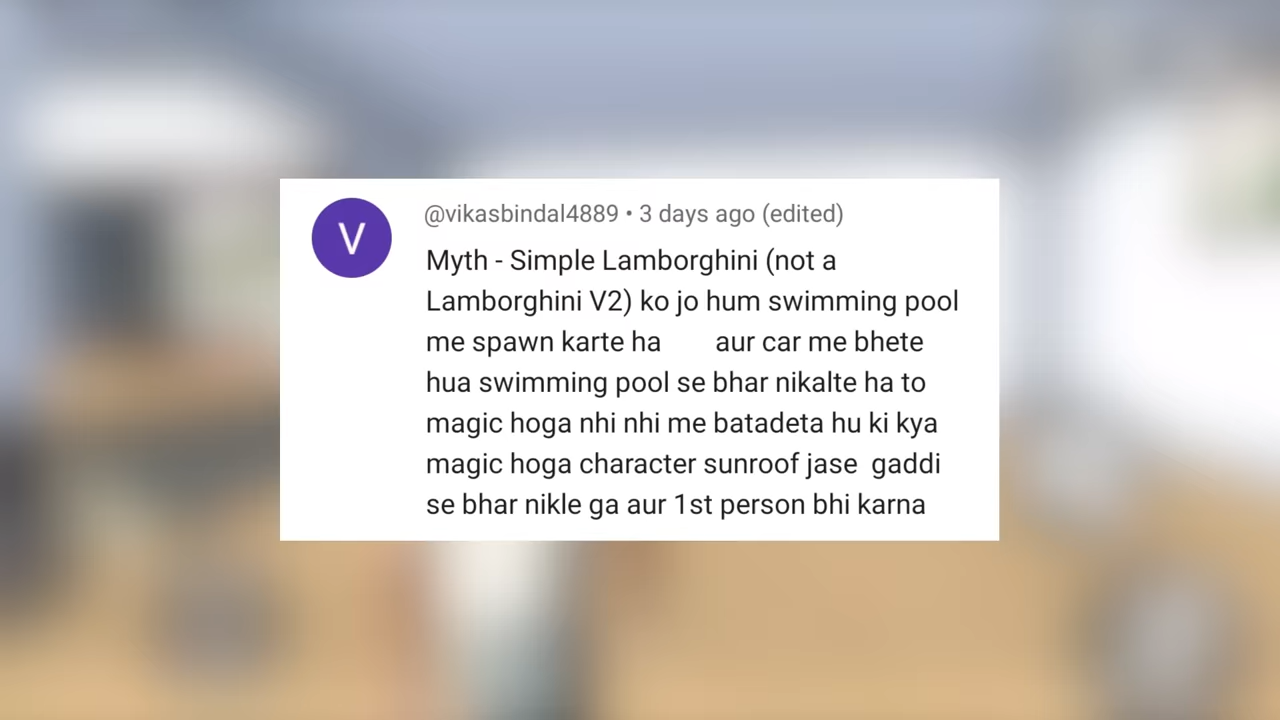 V
@vikasbindal4889 • 3 days ago (edited)
Myth - Simple Lamborghini (not a
Lamborghini V2) ko jo hum swimming pool
me spawn karte ha aur car me bhete
hua swimming pool se bhar nikalte ha to
magic hoga nhi nhi me batadeta hu ki kya
magic hoga character sunroof jase gaddi
se bhar nikle ga aur 1st person bhi karna